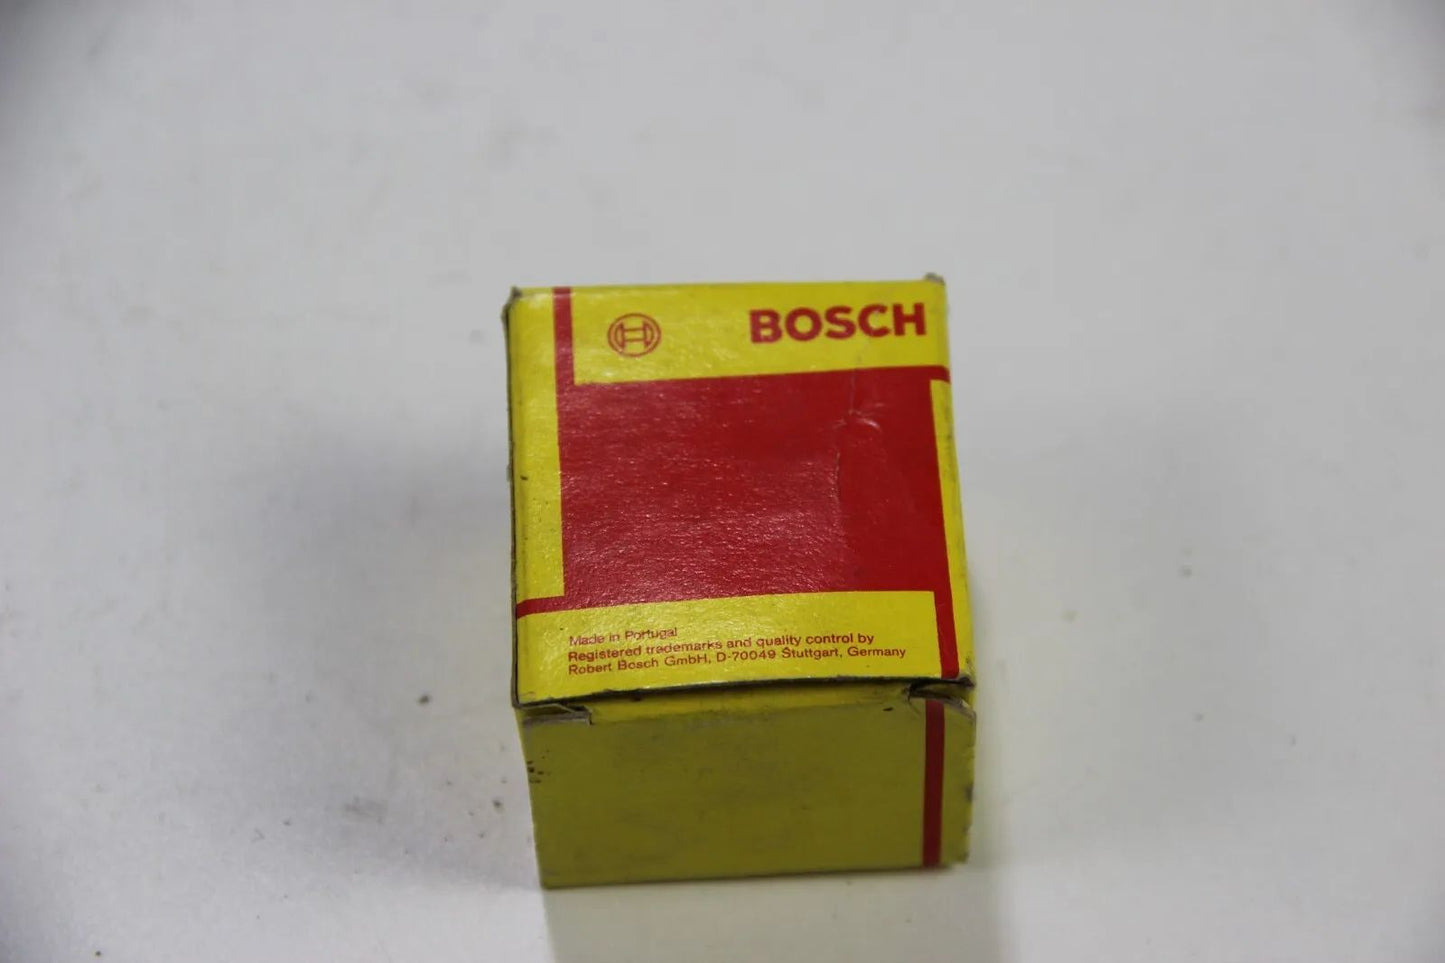 BOSCH
Made in Portugal
Registered trademarks and quality control by
Robert Bosch GmbH, D-70049 Stuttgart, Germany